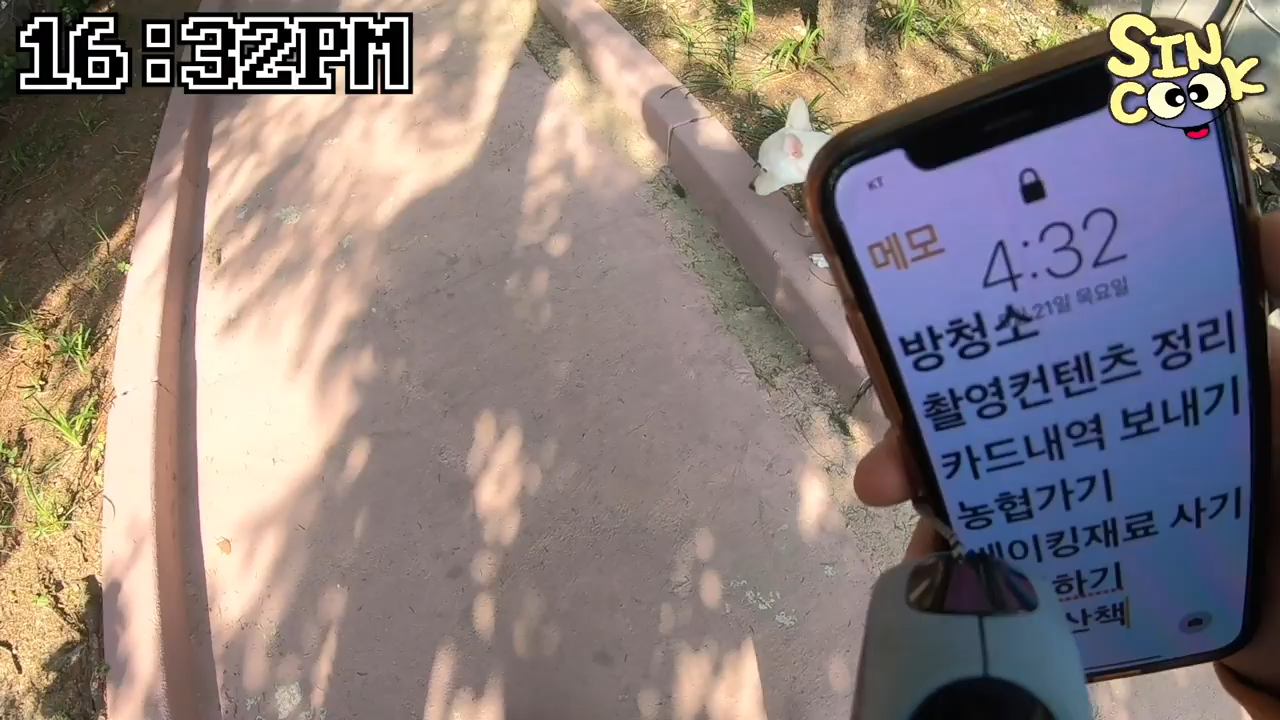 16:32PM
SIN COOK
KT
메모
4:32
21일 목요일
방청소
촬영컨텐츠 정리
카드내역 보내기
농협가기
베이킹재료 사기
하기
산책